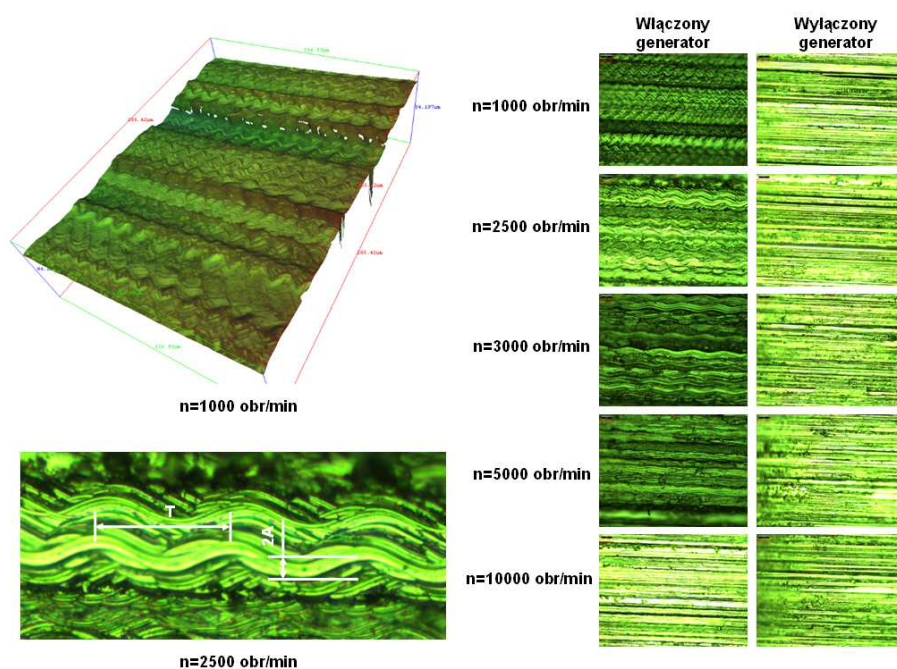 n=1000 obr/min
T
2A
n=2500 obr/min
Włączony
generator
Wyłączony
generator
n=1000 obr/min
n=2500 obr/min
n=3000 obr/min
n=5000 obr/min
n=10000 obr/min